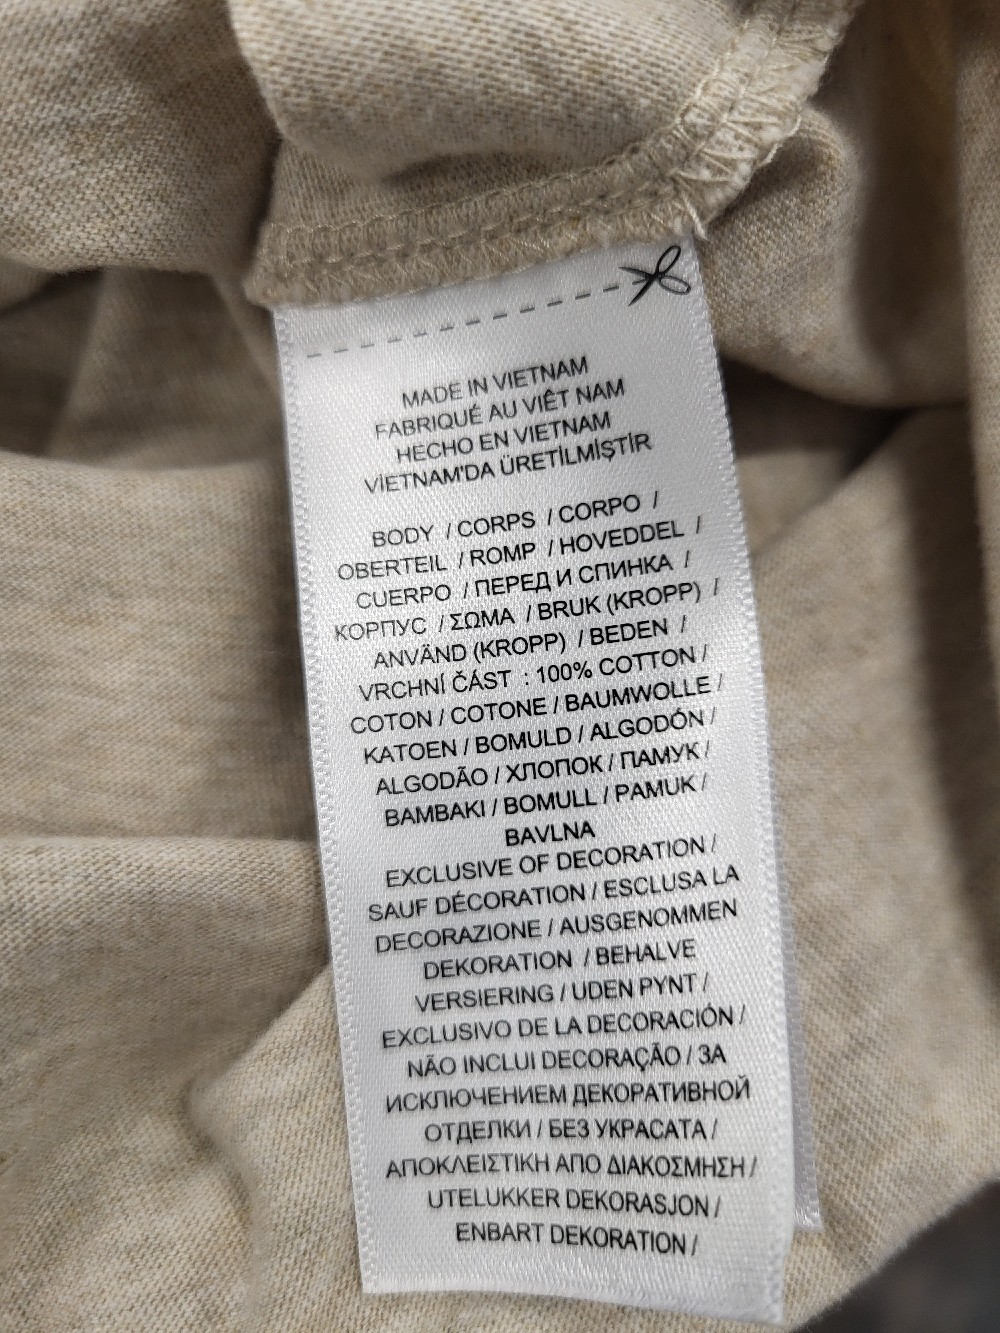 MADE IN VIETNAM
FABRIQUÉ AU VIÊT NAM
HECHO EN VIETNAM
VİETNAM'DA ÜRETİLMİŞTİR
BODY / CORPS / CORPO /
OBERTEIL / ROMP / HOVEDDEL /
CUERPO / ПЕРЕД И СПИНКА /
КОРПУС / ΣΩΜΑ / BRUK (KROPP) /
ANVÄND (KROPP) / BEDEN /
VRCHNÍ ČÁST : 100% COTTON /
COTON / COTONE / BAUMWOLLE /
KATOEN / BOMULD / ALGODÓN /
ALGODÃO / ХЛОПОК / ПАМУК /
BAMBAKI / BOMULL / PAMUK /
BAVLNA
EXCLUSIVE OF DECORATION /
SAUF DÉCORATION / ESCLUSA LA
DECORAZIONE / AUSGENOMMEN
DEKORATION / BEHALVE
VERSIERING / UDEN PYNT /
EXCLUSIVO DE LA DECORACIÓN /
NÃO INCLUI DECORAÇÃO / ЗА
ИСКЛЮЧЕНИЕМ ДЕКОРАТИВНОЙ
ОТДЕЛКИ / БЕЗ УКРАСАТА /
ΑΠΟΚΛΕΙΣΤΙΚΗ ΑΠΟ ΔΙΑΚΟΣΜΗΣΗ /
UTELUKKER DEKORASJON /
ENBART DEKORATION /